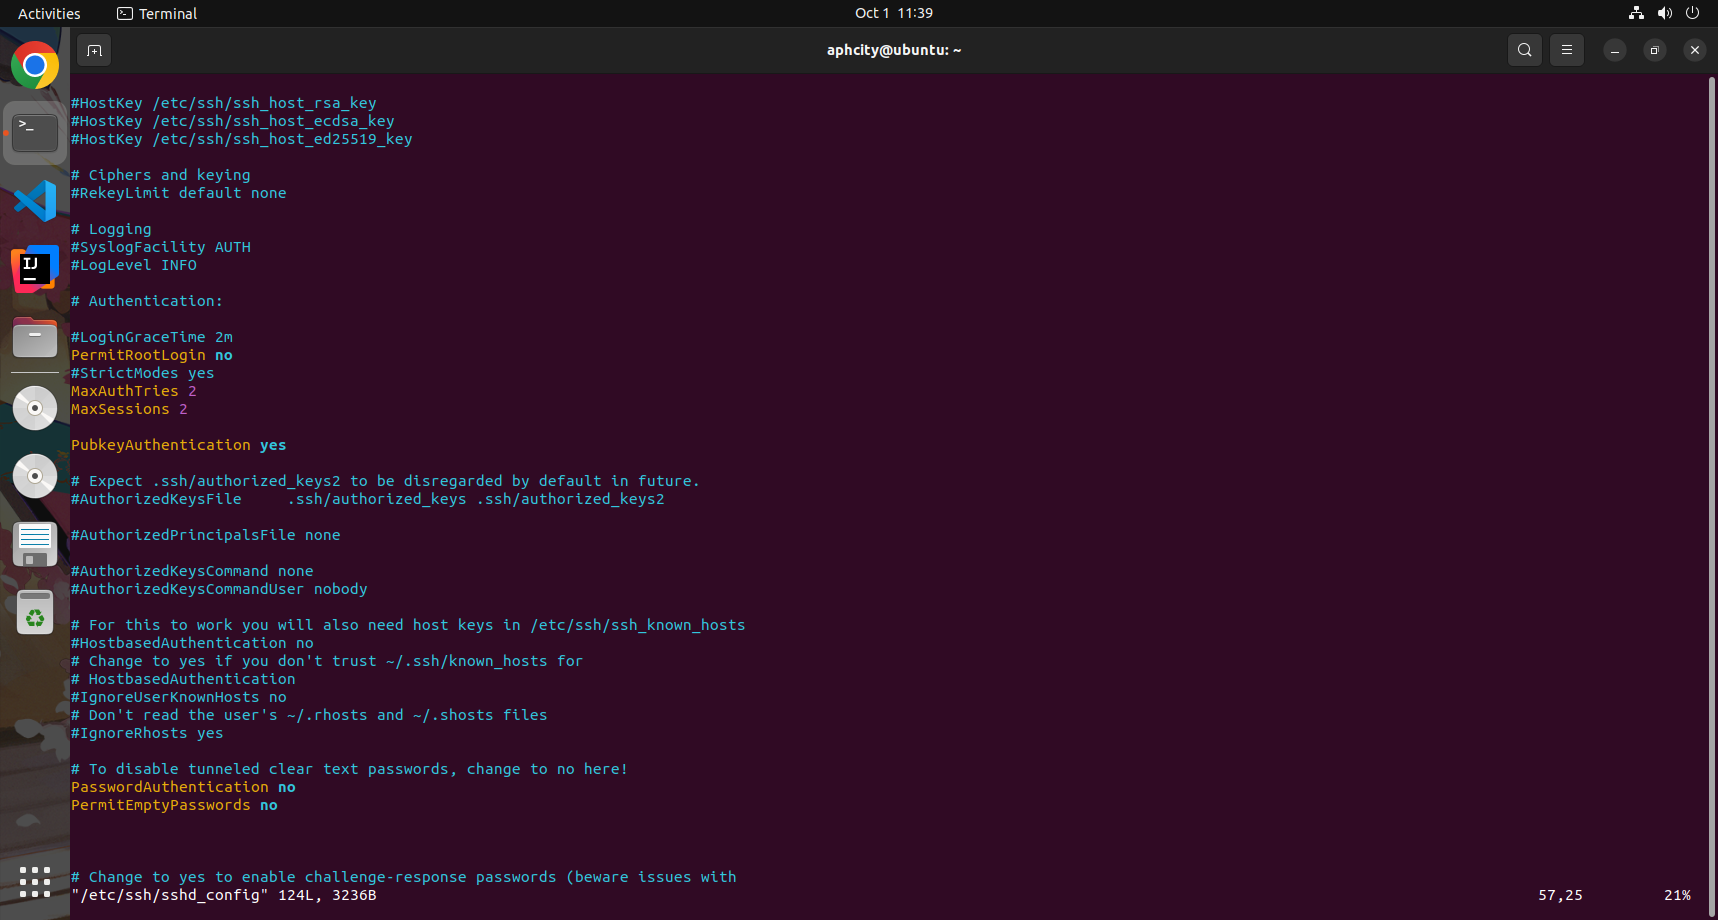 Activities
Terminal
Oct 1 11:39
aphcity@ubuntu: ~
#HostKey /etc/ssh/ssh_host_rsa_key
#HostKey /etc/ssh/ssh_host_ecdsa_key
#HostKey /etc/ssh/ssh_host_ed25519_key
# Ciphers and keying
#RekeyLimit default none
# Logging
#SyslogFacility AUTH
#LogLevel INFO
# Authentication:
#LoginGraceTime 2m
PermitRootLogin no
#StrictModes yes
MaxAuthTries 2
MaxSessions 2
PubkeyAuthentication yes
# Expect .ssh/authorized_keys2 to be disregarded by default in future.
#AuthorizedKeysFile     .ssh/authorized_keys .ssh/authorized_keys2
#AuthorizedPrincipalsFile none
#AuthorizedKeysCommand none
#AuthorizedKeysCommandUser nobody
# For this to work you will also need host keys in /etc/ssh/ssh_known_hosts
#HostbasedAuthentication no
# Change to yes if you don't trust ~/.ssh/known_hosts for
# HostbasedAuthentication
#IgnoreUserKnownHosts no
# Don't read the user's ~/.rhosts and ~/.shosts files
#IgnoreRhosts yes
# To disable tunneled clear text passwords, change to no here!
PasswordAuthentication no
PermitEmptyPasswords no
# Change to yes to enable challenge-response passwords (beware issues with
"/etc/ssh/sshd_config" 124L, 3236B 57,25 21%
>_
IJ